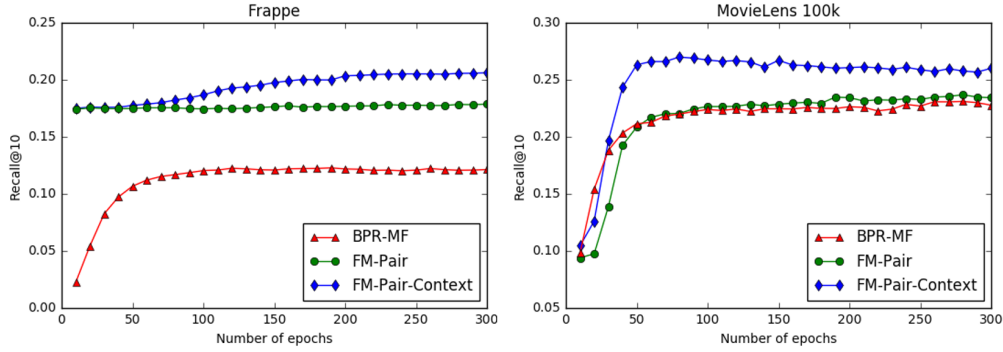 Frappe
0.25
0.20
0.15
0.10
0.05
0.00
Recall@10
0 50 100 150 200 250 300
Number of epochs
BPR-MF
FM-Pair
FM-Pair-Context
MovieLens 100k
0.30
0.25
0.20
0.15
0.10
0.05
Recall@10
0 50 100 150 200 250 300
Number of epochs
BPR-MF
FM-Pair
FM-Pair-Context